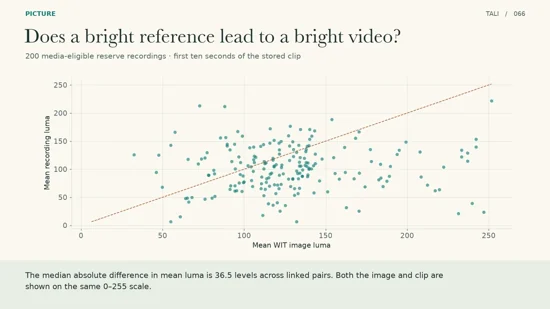 PICTURE
TALI / 066
Does a bright reference lead to a bright video?
200 media-eligible reserve recordings · first ten seconds of the stored clip
Mean recording luma
250
200
150
100
50
0
0 50 100 150 200 250
Mean WIT image luma
The median absolute difference in mean luma is 36.5 levels across linked pairs. Both the image and clip are
shown on the same 0–255 scale.